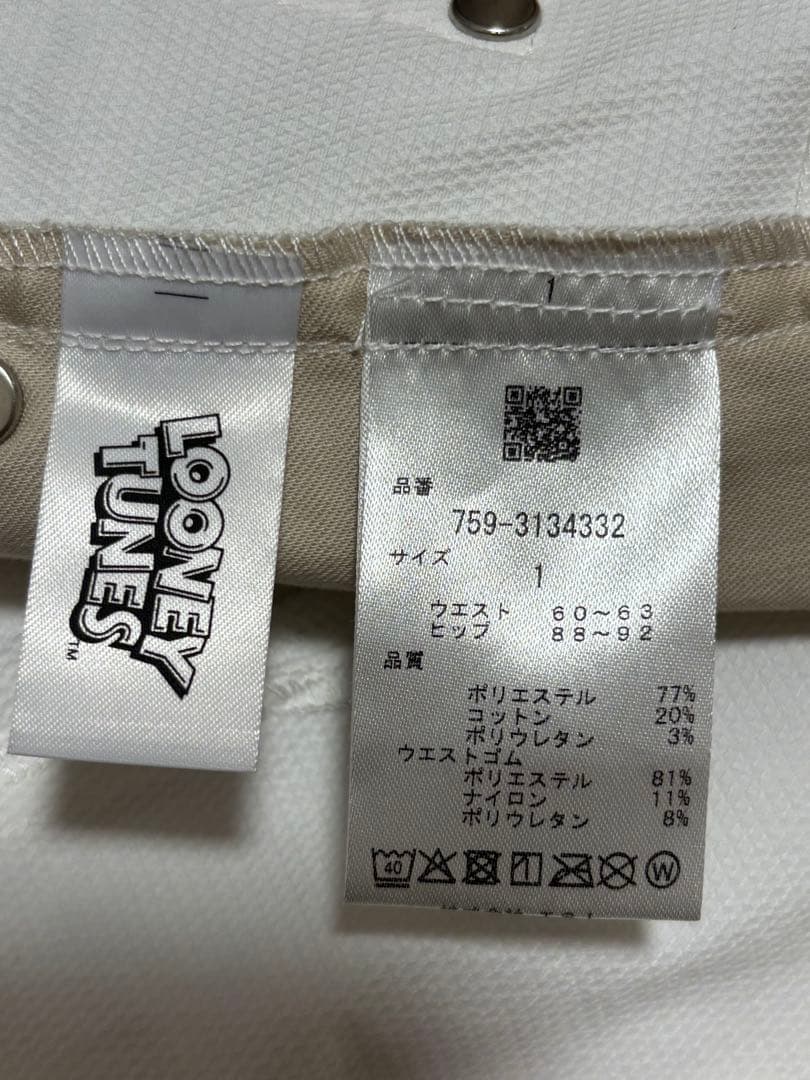 LOONEY
TUNES™
1
品番
759-3134332
サイズ
1
ウエスト 60〜63
ヒップ 88〜92
品質
ポリエステル 77%
コットン 20%
ポリウレタン 3%
ウエストゴム
ポリエステル 81%
ナイロン 11%
ポリウレタン 8%
40
W